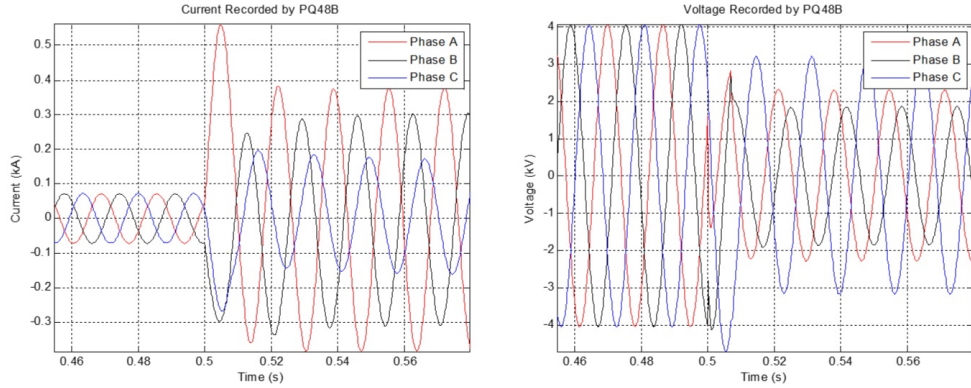 Current Recorded by PQ48B
0.5
0.4
0.3
0.2
0.1
0
-0.1
-0.2
-0.3
Current (kA)
Phase A
Phase B
Phase C
0.46
0.48
0.5
0.52
0.54
0.56
Time (s)
Voltage Recorded by PQ48B
4
3
2
1
0
-1
-2
-3
-4
Voltage (kV)
Phase A
Phase B
Phase C
0.46
0.48
0.5
0.52
0.54
0.56
Time (s)